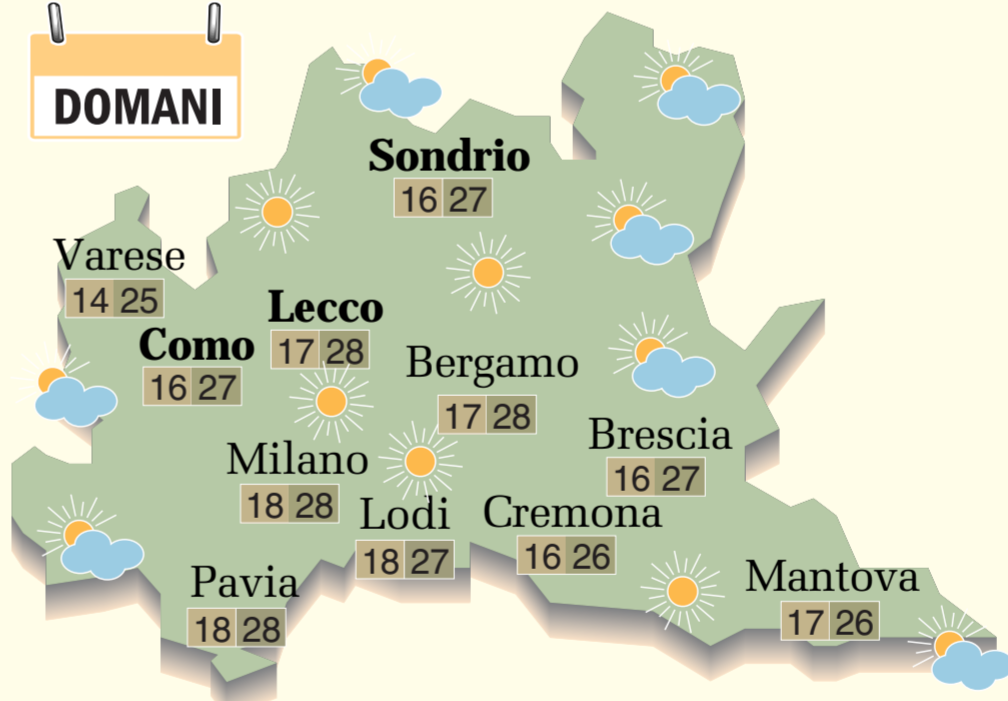 DOMANI
Sondrio
16 27
Varese
14 25
Lecco
17 28
Como
16 27
Bergamo
17 28
Brescia
16 27
Milano
18 28
Lodi
18 27
Cremona
16 26
Pavia
18 28
Mantova
17 26